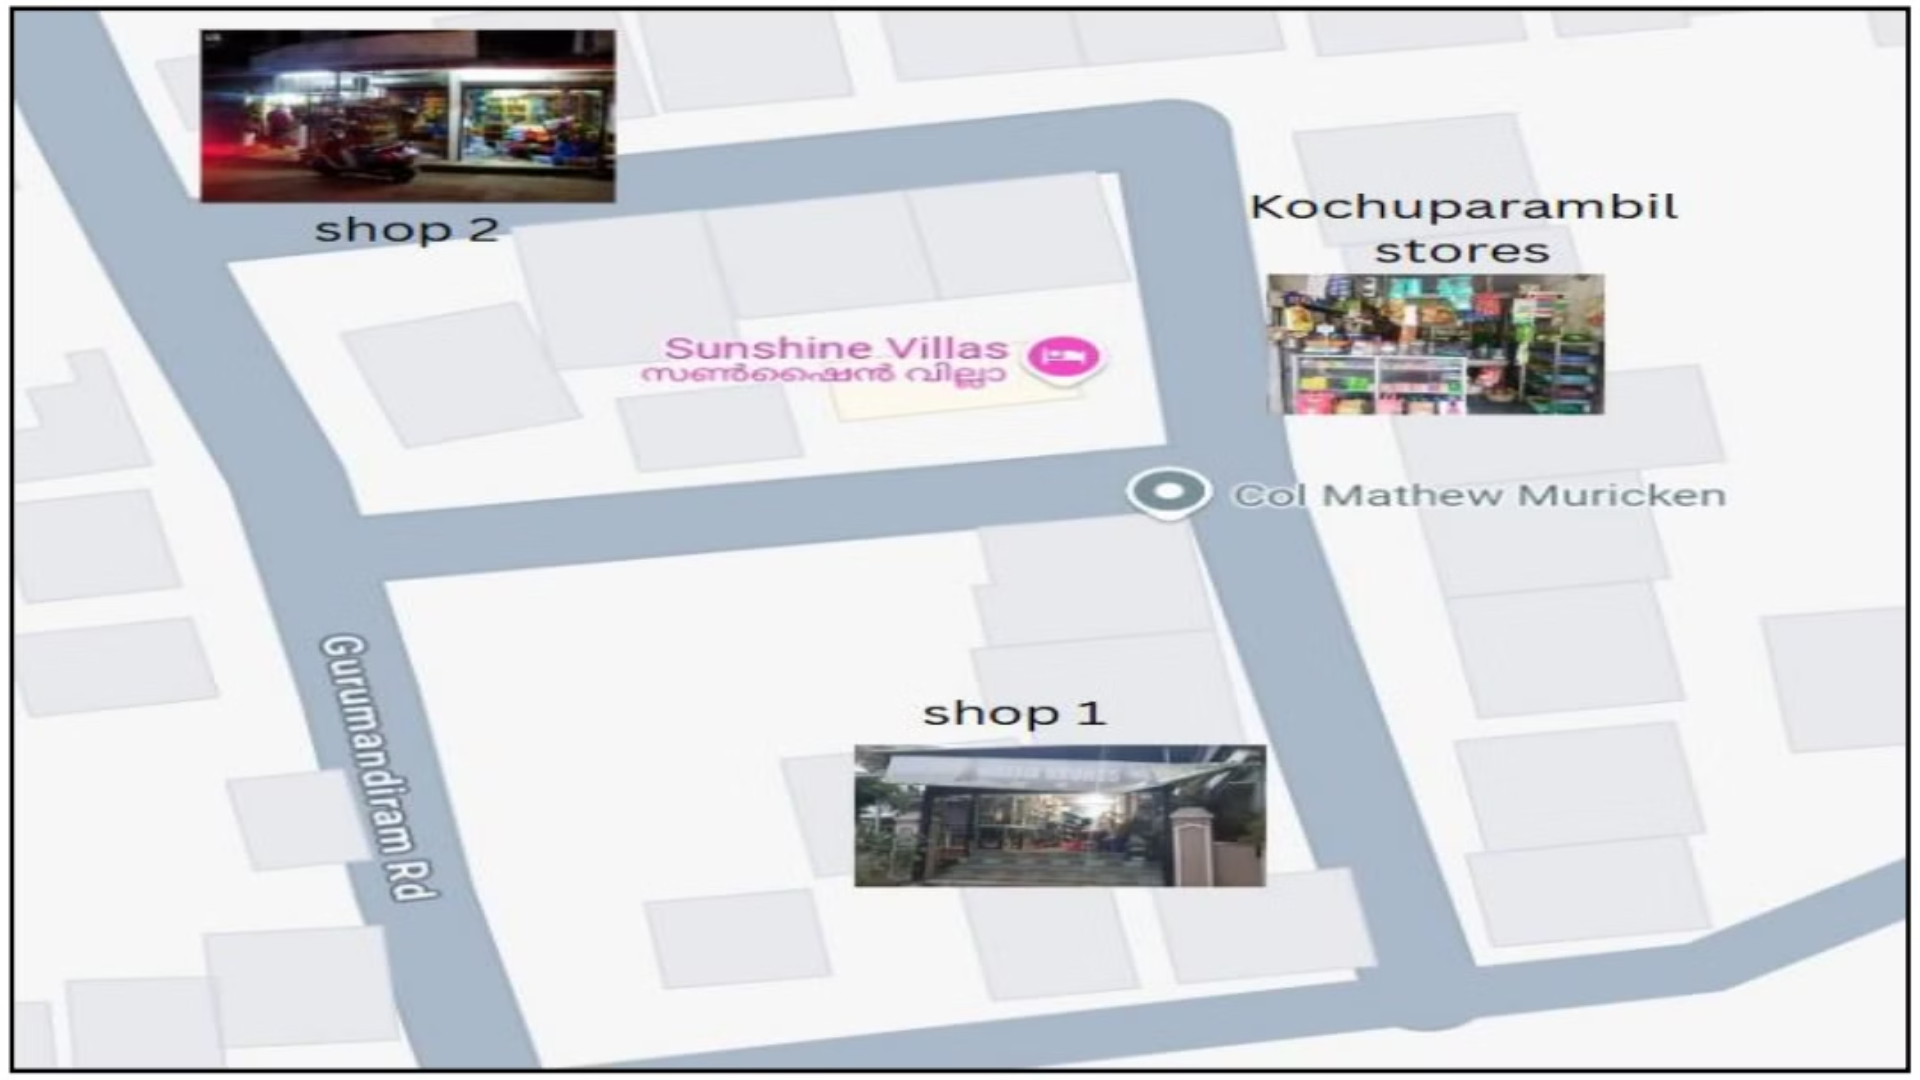 shop 2
Kochuparambil
stores
Sunshine Villas
സൺഷൈൻ വില്ലാ
Col Mathew Muricken
Gurumandiram Rd
shop 1